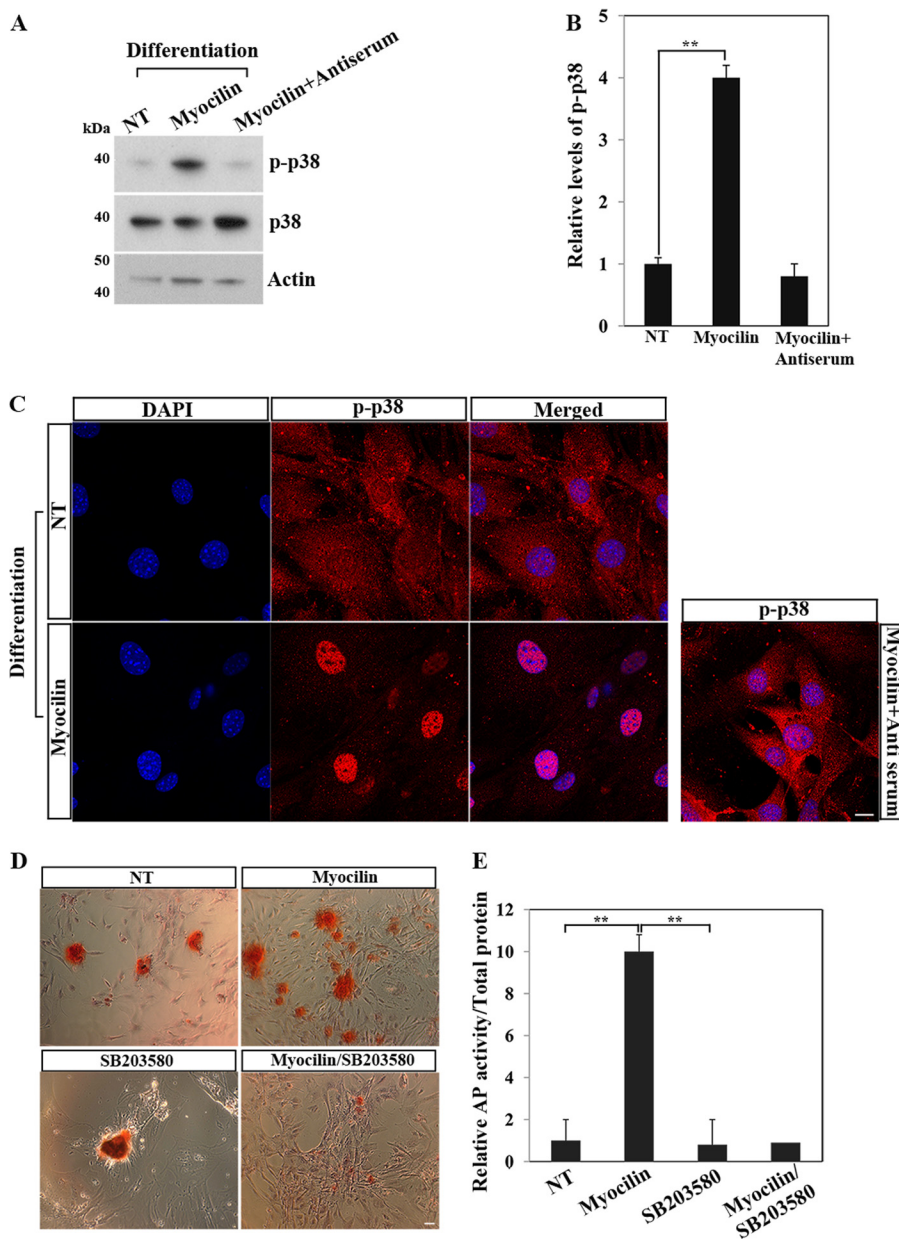 A
Differentiation
NT
Myocilin
Myocilin+Antiserum
kDa
40
p-p38
40
p38
50
40
Actin
B
**
Relative levels of p-p38
5
4
3
2
1
0
NT
Myocilin
Myocilin+
Antiserum
C
DAPI
p-p38
Merged
Differentiation
NT
Myocilin
p-p38
Myocilin+Anti serum
D
NT
Myocilin
SB203580
Myocilin/SB203580
E
**
**
Relative AP activity/Total protein
12
10
8
6
4
2
0
NT
Myocilin
SB203580
Myocilin/
SB203580